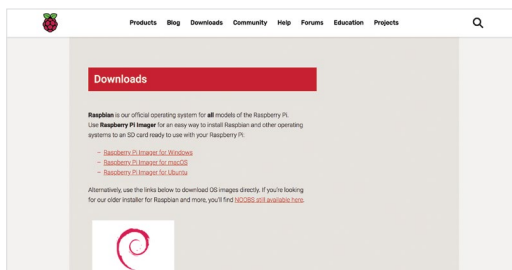 Products Blog Downloads Community Help Forums Education Projects
Downloads
Raspbian is our official operating system for all models of the Raspberry Pi.
Use Raspberry Pi Imager for an easy way to install Raspbian and other operating
systems to an SD card ready to use with your Raspberry Pi:
– Raspberry Pi Imager for Windows
– Raspberry Pi Imager for macOS
– Raspberry Pi Imager for Ubuntu
Alternatively, use the links below to download OS images directly. If you're looking
for our older installer for Raspbian and more, you'll find NOOBS still available here.